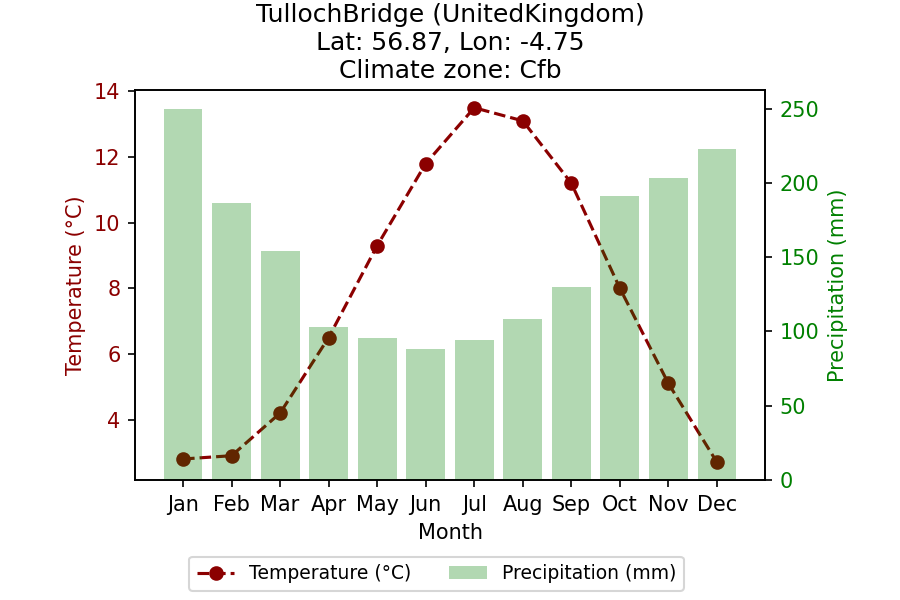 TullochBridge (UnitedKingdom)
Lat: 56.87, Lon: -4.75
Climate zone: Cfb
14
12
10
8
6
4
Temperature (°C)
250
200
150
100
50
0
Precipitation (mm)
Jan Feb Mar Apr May Jun Jul Aug Sep Oct Nov Dec
Month
Temperature (°C) Precipitation (mm)